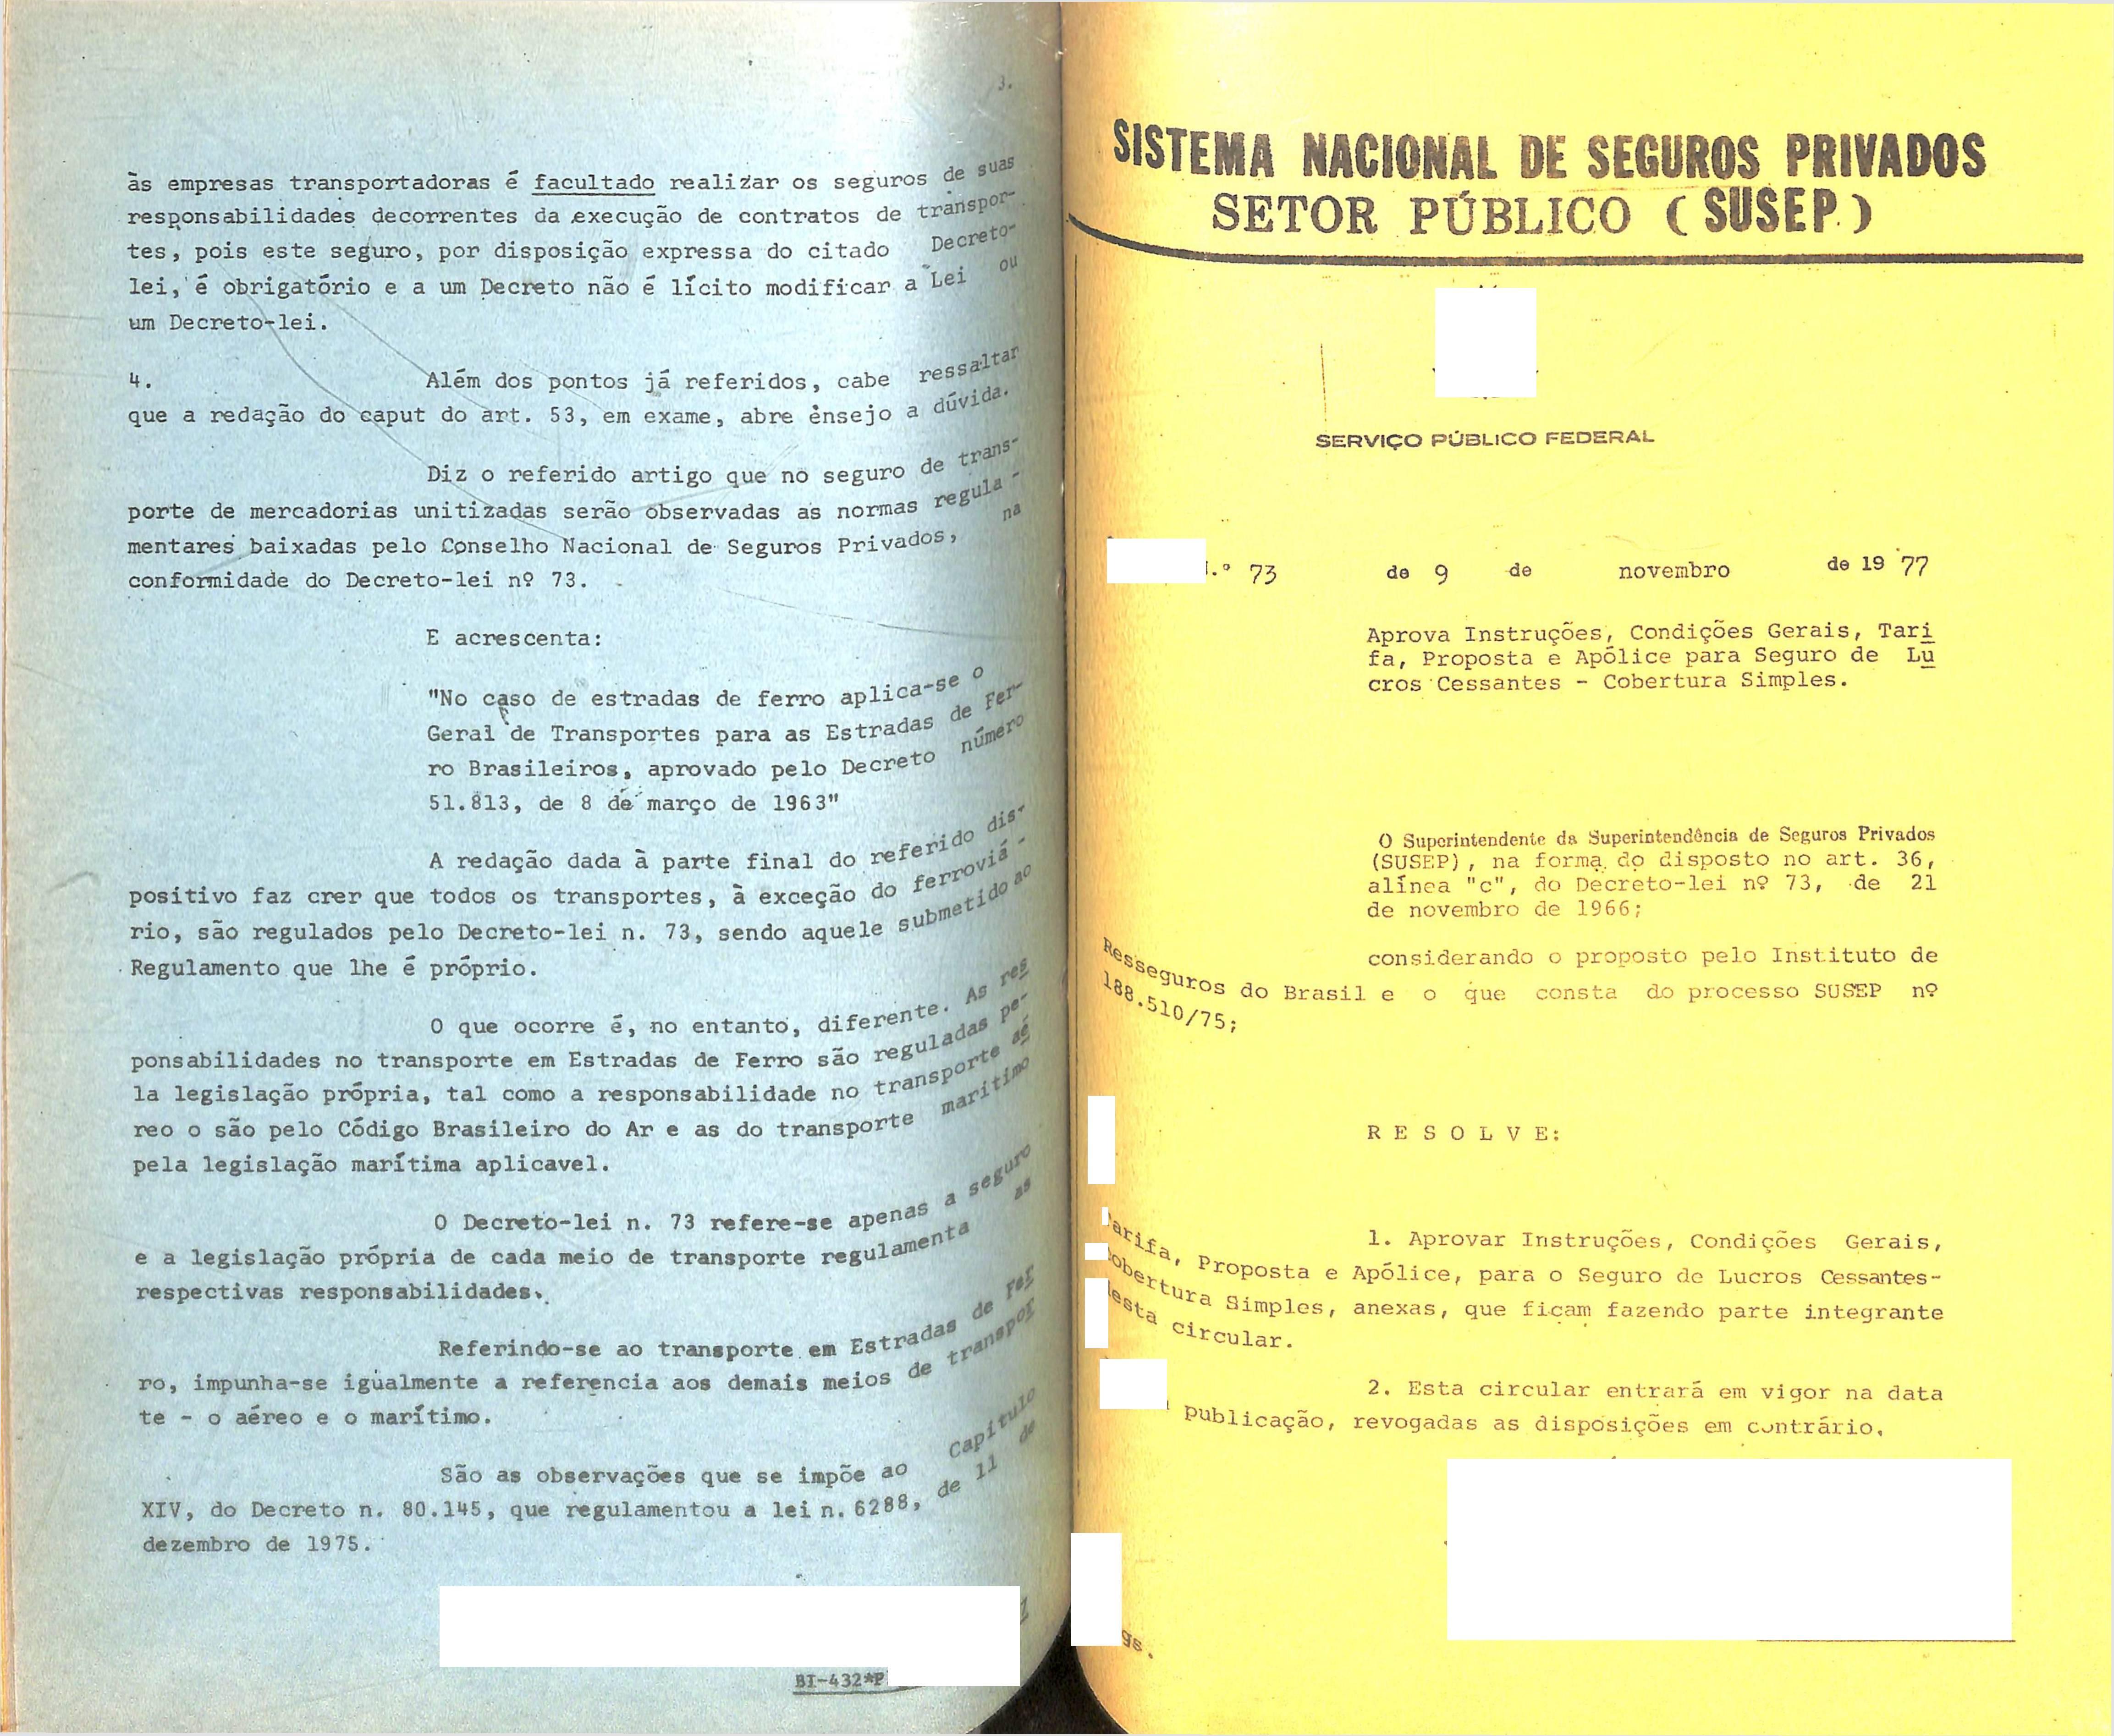 3.
às empresas transportadoras é facultado realizar os seguros de suas
responsabilidades decorrentes da execução de contratos de transpor-
tes, pois este seguro, por disposição expressa do citado Decreto-
lei, é obrigatório e a um Decreto não é lícito modificar a Lei ou
um Decreto-lei.
4. Além dos pontos já referidos, cabe ressaltar
que a redação do caput do art. 53, em exame, abre ensejo a dúvida.
Diz o referido artigo que no seguro de trans-
porte de mercadorias unitizadas serão observadas as normas regula -
mentares baixadas pelo Conselho Nacional de Seguros Privados, na
conformidade do Decreto-lei nº 73.
E acrescenta:
"No caso de estradas de ferro aplica-se o
Geral de Transportes para as Estradas de Fer-
ro Brasileiros, aprovado pelo Decreto número
51.813, de 8 de março de 1963"
A redação dada à parte final do referido dis-
positivo faz crer que todos os transportes, à exceção do ferroviá -
rio, são regulados pelo Decreto-lei n. 73, sendo aquele submetido ao
Regulamento que lhe é próprio.
O que ocorre é, no entanto, diferente. As res
ponsabilidades no transporte em Estradas de Ferro são reguladas pe-
la legislação própria, tal como a responsabilidade no transporte aé
reo o são pelo Código Brasileiro do Ar e as do transporte marítimo
pela legislação marítima aplicavel.
O Decreto-lei n. 73 refere-se apenas a seguro
e a legislação própria de cada meio de transporte regulamenta as
respectivas responsabilidades.
Referindo-se ao transporte em Estradas de Fer
ro, impunha-se igualmente a referencia aos demais meios de transpor
te - o aéreo e o marítimo.
São as observações que se impõe ao Capítulo
XIV, do Decreto n. 80.145, que regulamentou a lei n. 6288, de 11 de
dezembro de 1975.
BI-432*P
SISTEMA NACIONAL DE SEGUROS PRIVADOS
SETOR PÚBLICO (SUSEP)
SERVIÇO PÚBLICO FEDERAL
N.º 73 de 9 de novembro de 19 77
Aprova Instruções, Condições Gerais, Tari
fa, Proposta e Apólice para Seguro de Lu
cros Cessantes - Cobertura Simples.
O Superintendente da Superintendência de Seguros Privados
(SUSEP), na forma do disposto no art. 36,
alínea "c", do Decreto-lei nº 73, de 21
de novembro de 1966;
considerando o proposto pelo Instituto de
Resseguros do Brasil e o que consta do processo SUSEP nº
188.510/75;
R E S O L V E:
1. Aprovar Instruções, Condições Gerais,
arifa, Proposta e Apólice, para o Seguro de Lucros Cessantes-
obertura Simples, anexas, que ficam fazendo parte integrante
esta circular.
2. Esta circular entrará em vigor na data
publicação, revogadas as disposições em contrário.
gs.